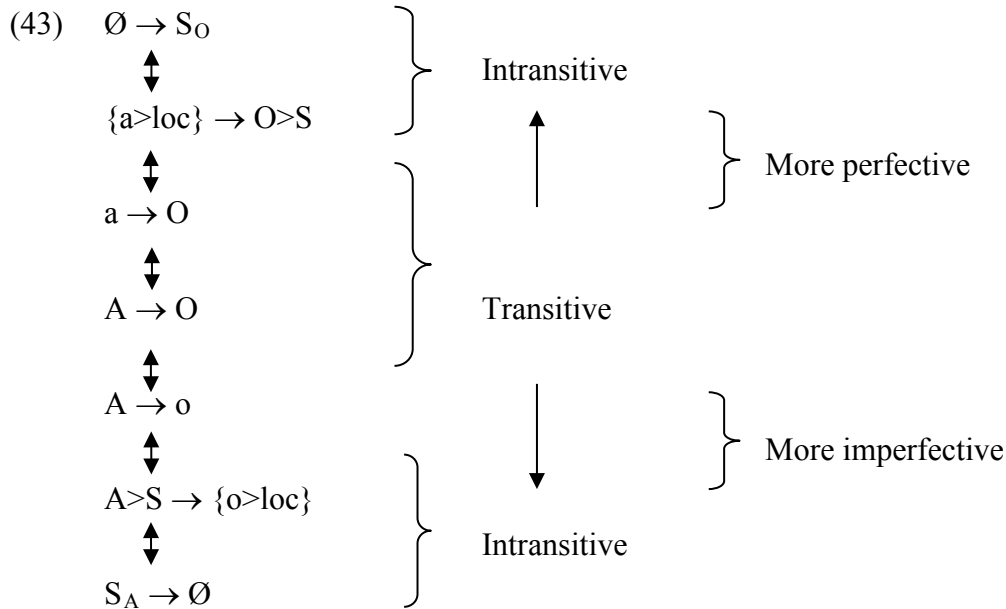 (43) Ø → S_O
Intransitive
{a>loc} → O>S
More perfective
a → O
A → O Transitive
A → o
More imperfective
A>S → {o>loc}
Intransitive
S_A → Ø